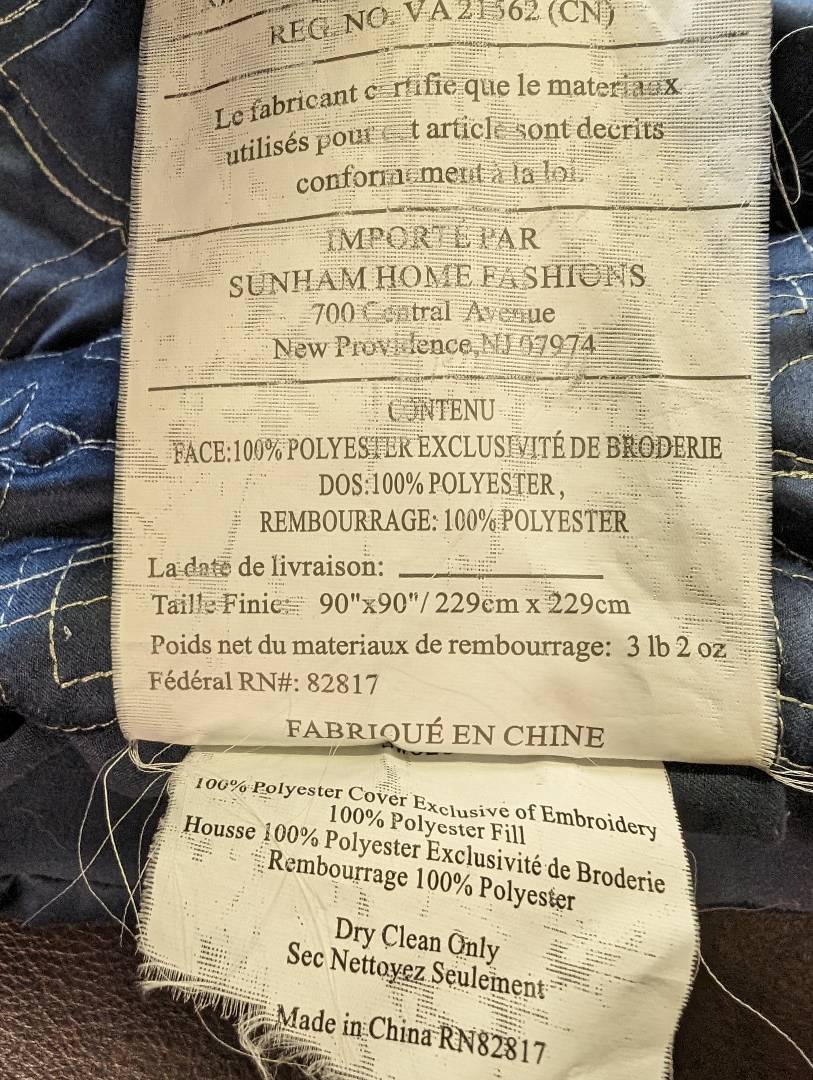 REG. NO. VA21562 (CN)
Le fabricant certifie que le materiaux
utilisés pour cet article sont decrits
conformement à la loi.
IMPORTÉ PAR
SUNHAM HOME FASHIONS
700 Central Avenue
New Providence, NJ 07974
CONTENU
FACE:100% POLYESTER EXCLUSIVITÉ DE BRODERIE
DOS:100% POLYESTER,
REMBOURRAGE: 100% POLYESTER
La date de livraison:
Taille Finie: 90"x90"/ 229cm x 229cm
Poids net du materiaux de rembourrage: 3 lb 2 oz
Fédéral RN#: 82817
FABRIQUÉ EN CHINE
100% Polyester Cover Exclusive of Embroidery
100% Polyester Fill
Housse 100% Polyester Exclusivité de Broderie
Rembourrage 100% Polyester
Dry Clean Only
Sec Nettoyez Seulement
Made in China RN82817